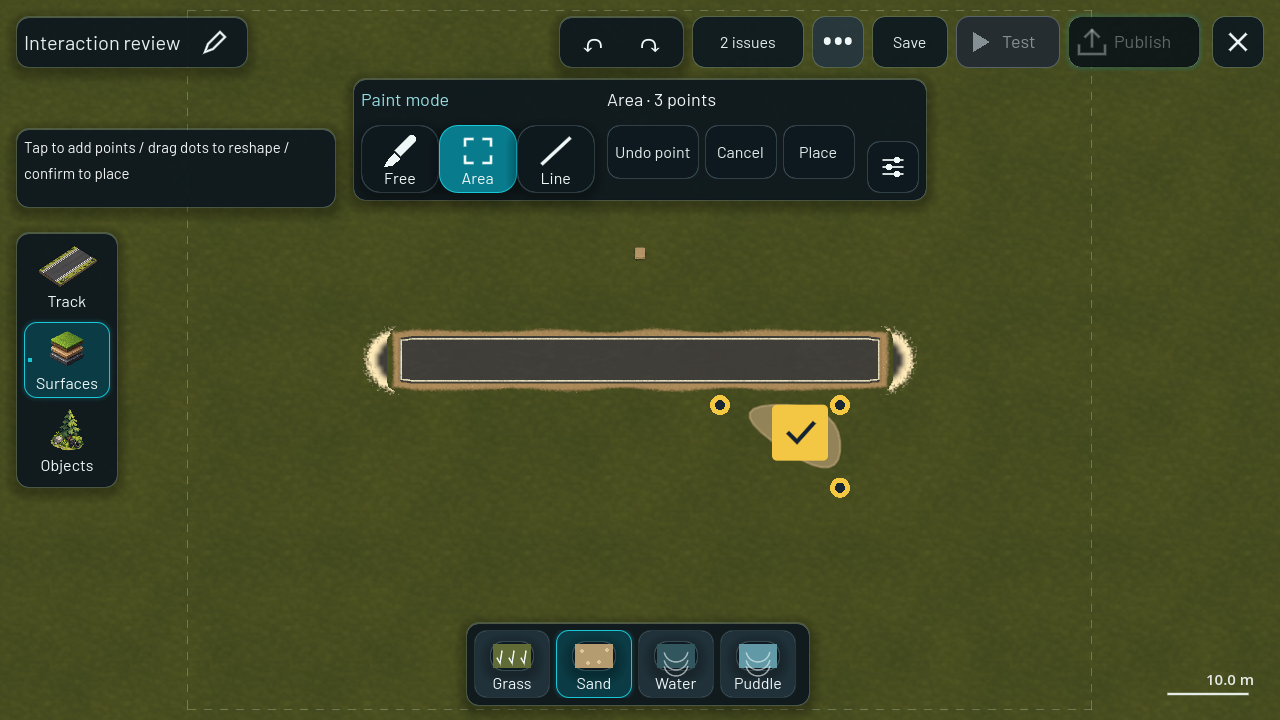 Interaction review
2 issues
Save
Test
Publish
Paint mode
Area · 3 points
Free
Area
Line
Undo point
Cancel
Place
Tap to add points / drag dots to reshape /
confirm to place
Track
Surfaces
Objects
Grass
Sand
Water
Puddle
10.0 m